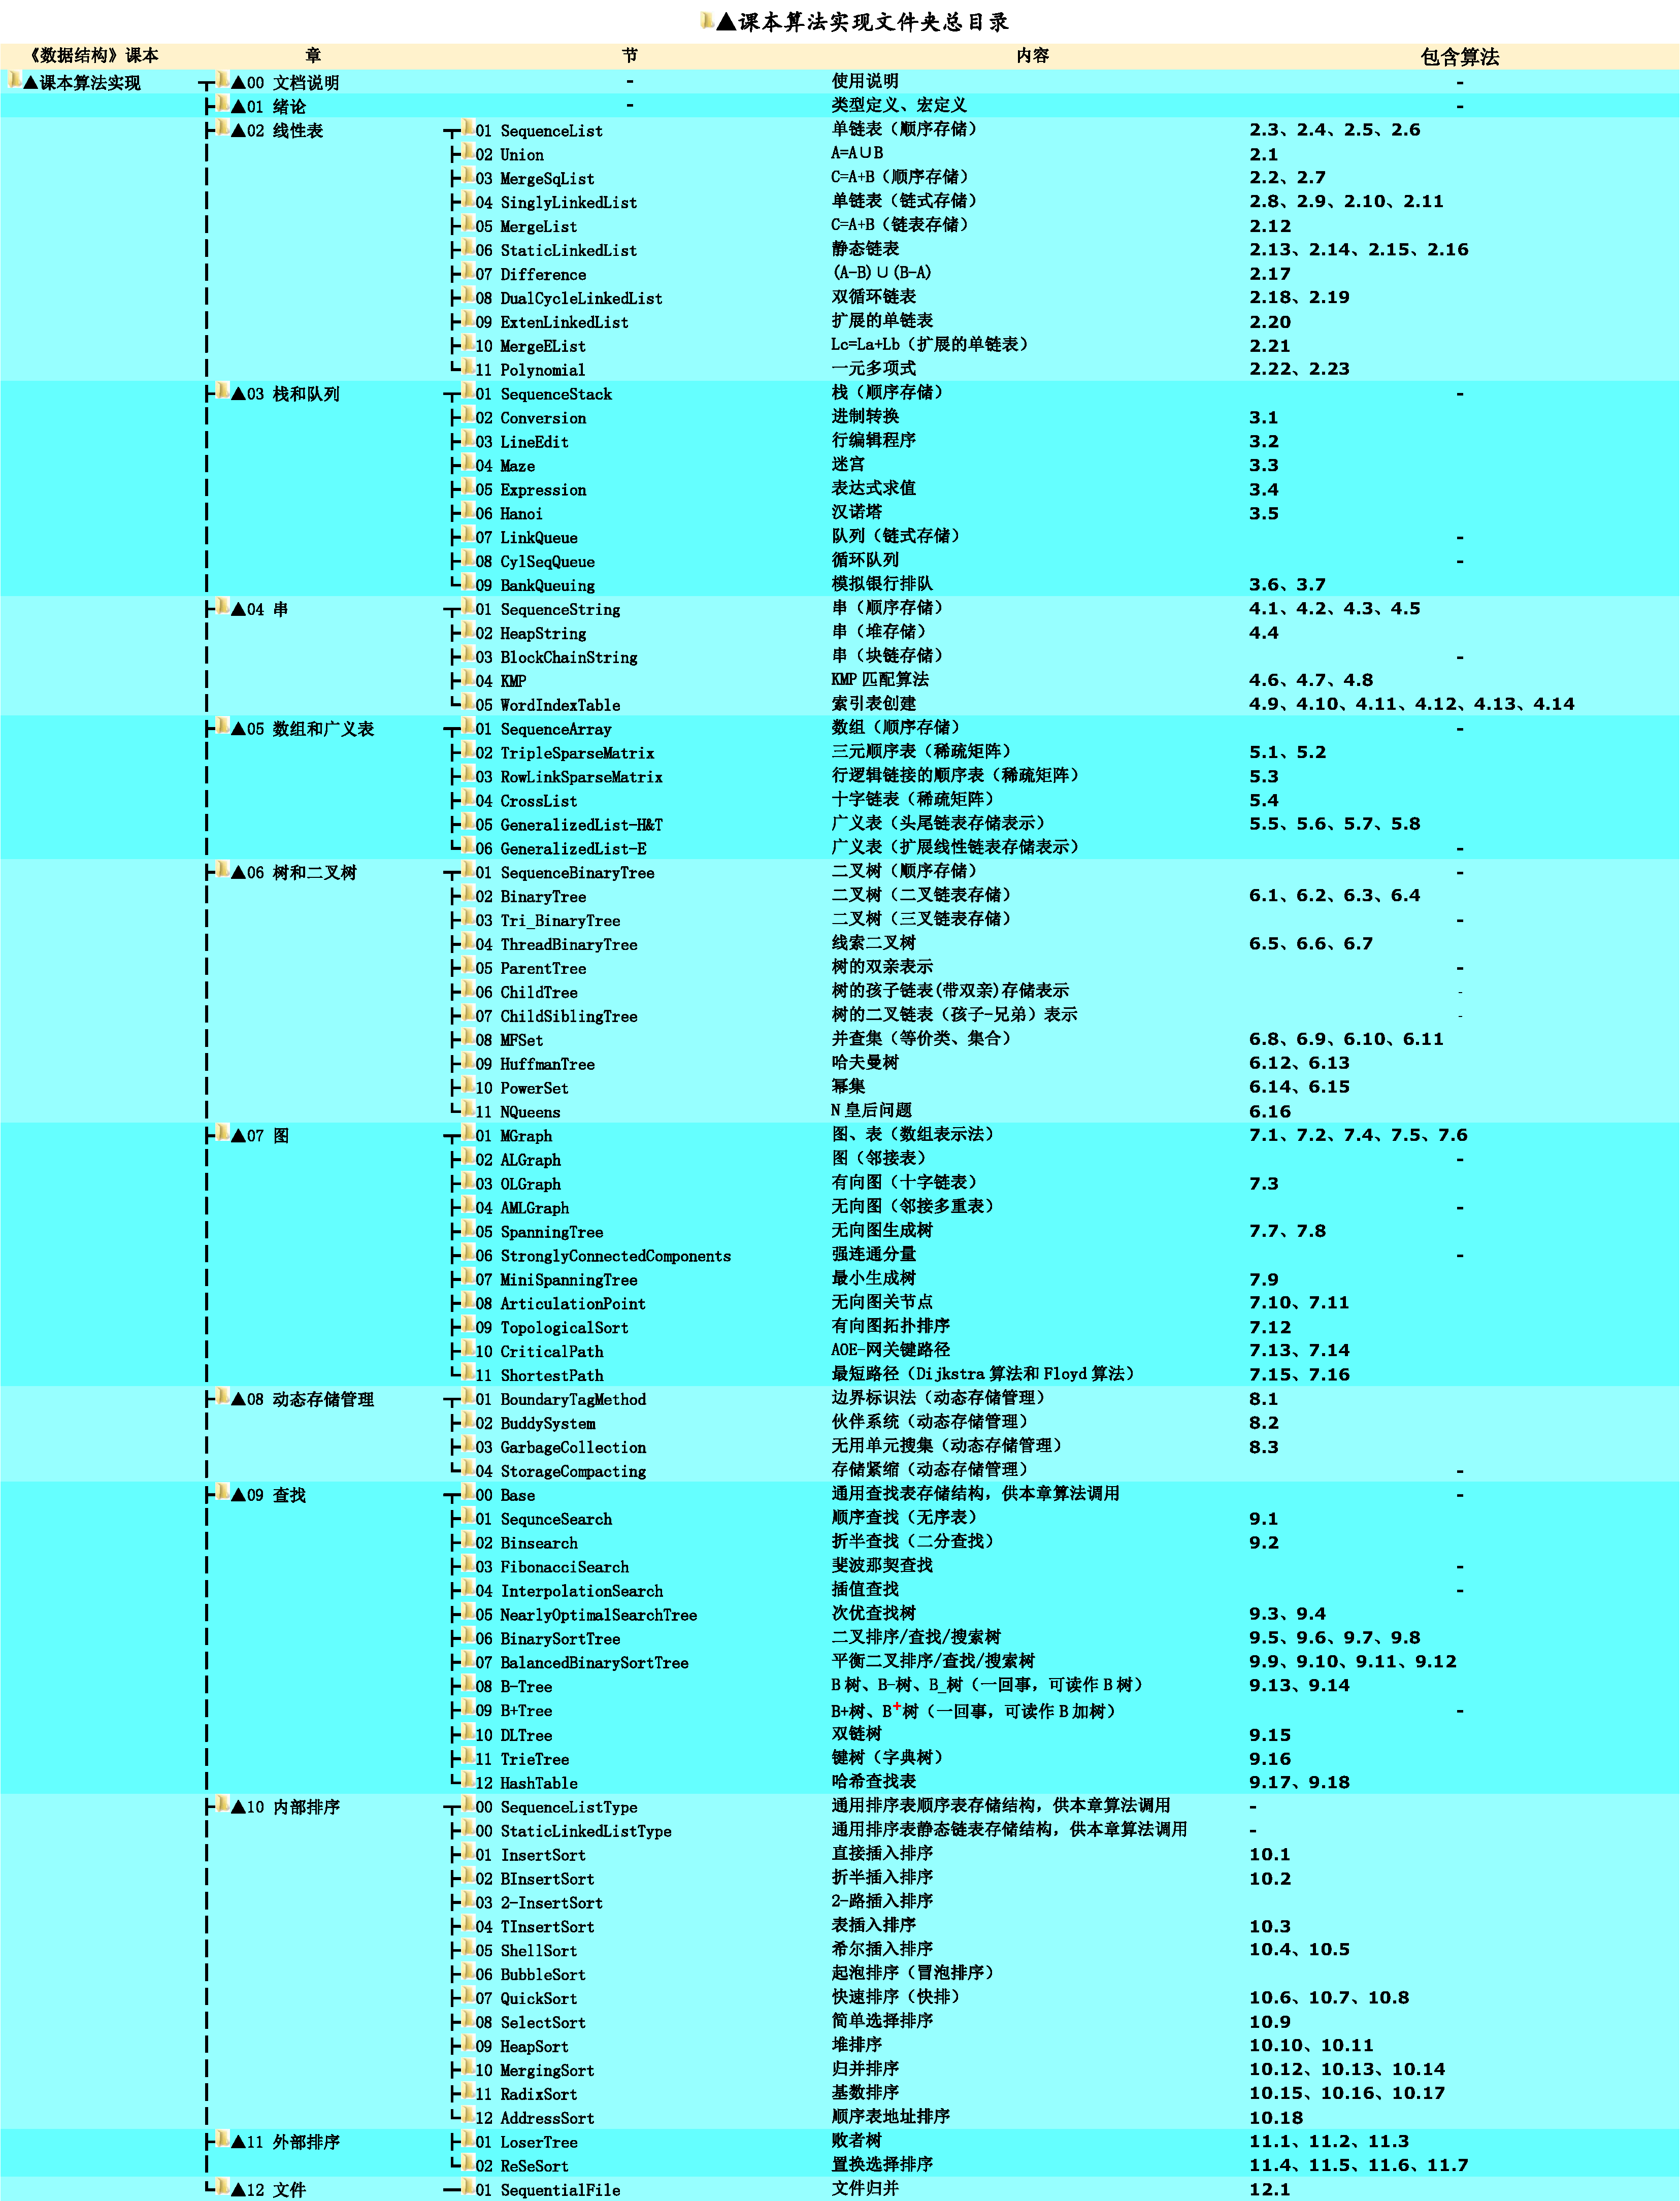 ▲课本算法实现文件夹总目录
《数据结构》课本 章 节 内容 包含算法
▲课本算法实现 ▲00 文档说明 - 使用说明 -
▲01 绪论 - 类型定义、宏定义 -
▲02 线性表 01 SequenceList 单链表（顺序存储） 2.3、2.4、2.5、2.6
02 Union A=A∪B 2.1
03 MergeSqList C=A+B（顺序存储） 2.2、2.7
04 SinglyLinkedList 单链表（链式存储） 2.8、2.9、2.10、2.11
05 MergeList C=A+B（链表存储） 2.12
06 StaticLinkedList 静态链表 2.13、2.14、2.15、2.16
07 Difference (A-B)∪(B-A) 2.17
08 DualCycleLinkedList 双循环链表 2.18、2.19
09 ExtenLinkedList 扩展的单链表 2.20
10 MergeEList Lc=La+Lb（扩展的单链表） 2.21
11 Polynomial 一元多项式 2.22、2.23
▲03 栈和队列 01 SequenceStack 栈（顺序存储） -
02 Conversion 进制转换 3.1
03 LineEdit 行编辑程序 3.2
04 Maze 迷宫 3.3
05 Expression 表达式求值 3.4
06 Hanoi 汉诺塔 3.5
07 LinkQueue 队列（链式存储） -
08 CylSeqQueue 循环队列 -
09 BankQueuing 模拟银行排队 3.6、3.7
▲04 串 01 SequenceString 串（顺序存储） 4.1、4.2、4.3、4.5
02 HeapString 串（堆存储） 4.4
03 BlockChainString 串（块链存储） -
04 KMP KMP匹配算法 4.6、4.7、4.8
05 WordIndexTable 索引表创建 4.9、4.10、4.11、4.12、4.13、4.14
▲05 数组和广义表 01 SequenceArray 数组（顺序存储） -
02 TripleSparseMatrix 三元顺序表（稀疏矩阵） 5.1、5.2
03 RowLinkSparseMatrix 行逻辑链接的顺序表（稀疏矩阵） 5.3
04 CrossList 十字链表（稀疏矩阵） 5.4
05 GeneralizedList-H&T 广义表（头尾链表存储表示） 5.5、5.6、5.7、5.8
06 GeneralizedList-E 广义表（扩展线性链表存储表示） -
▲06 树和二叉树 01 SequenceBinaryTree 二叉树（顺序存储） -
02 BinaryTree 二叉树（二叉链表存储） 6.1、6.2、6.3、6.4
03 Tri_BinaryTree 二叉树（三叉链表存储） -
04 ThreadBinaryTree 线索二叉树 6.5、6.6、6.7
05 ParentTree 树的双亲表示 -
06 ChildTree 树的孩子链表(带双亲)存储表示 -
07 ChildSiblingTree 树的二叉链表（孩子-兄弟）表示 -
08 MFSet 并查集（等价类、集合） 6.8、6.9、6.10、6.11
09 HuffmanTree 哈夫曼树 6.12、6.13
10 PowerSet 幂集 6.14、6.15
11 NQueens N皇后问题 6.16
▲07 图 01 MGraph 图、表（数组表示法） 7.1、7.2、7.4、7.5、7.6
02 ALGraph 图（邻接表） -
03 OLGraph 有向图（十字链表） 7.3
04 AMLGraph 无向图（邻接多重表） -
05 SpanningTree 无向图生成树 7.7、7.8
06 StronglyConnectedComponents 强连通分量 -
07 MiniSpanningTree 最小生成树 7.9
08 ArticulationPoint 无向图关节点 7.10、7.11
09 TopologicalSort 有向图拓扑排序 7.12
10 CriticalPath AOE-网关键路径 7.13、7.14
11 ShortestPath 最短路径（Dijkstra算法和Floyd算法） 7.15、7.16
▲08 动态存储管理 01 BoundaryTagMethod 边界标识法（动态存储管理） 8.1
02 BuddySystem 伙伴系统（动态存储管理） 8.2
03 GarbageCollection 无用单元搜集（动态存储管理） 8.3
04 StorageCompacting 存储紧缩（动态存储管理） -
▲09 查找 00 Base 通用查找表存储结构，供本章算法调用 -
01 SequnceSearch 顺序查找（无序表） 9.1
02 Binsearch 折半查找（二分查找） 9.2
03 FibonacciSearch 斐波那契查找 -
04 InterpolationSearch 插值查找 -
05 NearlyOptimalSearchTree 次优查找树 9.3、9.4
06 BinarySortTree 二叉排序/查找/搜索树 9.5、9.6、9.7、9.8
07 BalancedBinarySortTree 平衡二叉排序/查找/搜索树 9.9、9.10、9.11、9.12
08 B-Tree B树、B-树、B_树（一回事，可读作B树） 9.13、9.14
09 B+Tree B+树、B⁺树（一回事，可读作B加树） -
10 DLTree 双链树 9.15
11 TrieTree 键树（字典树） 9.16
12 HashTable 哈希查找表 9.17、9.18
▲10 内部排序 00 SequenceListType 通用排序表顺序表存储结构，供本章算法调用 -
00 StaticLinkedListType 通用排序表静态链表存储结构，供本章算法调用 -
01 InsertSort 直接插入排序 10.1
02 BInsertSort 折半插入排序 10.2
03 2-InsertSort 2-路插入排序
04 TInsertSort 表插入排序 10.3
05 ShellSort 希尔插入排序 10.4、10.5
06 BubbleSort 起泡排序（冒泡排序）
07 QuickSort 快速排序（快排） 10.6、10.7、10.8
08 SelectSort 简单选择排序 10.9
09 HeapSort 堆排序 10.10、10.11
10 MergingSort 归并排序 10.12、10.13、10.14
11 RadixSort 基数排序 10.15、10.16、10.17
12 AddressSort 顺序表地址排序 10.18
▲11 外部排序 01 LoserTree 败者树 11.1、11.2、11.3
02 ReSeSort 置换选择排序 11.4、11.5、11.6、11.7
▲12 文件 01 SequentialFile 文件归并 12.1